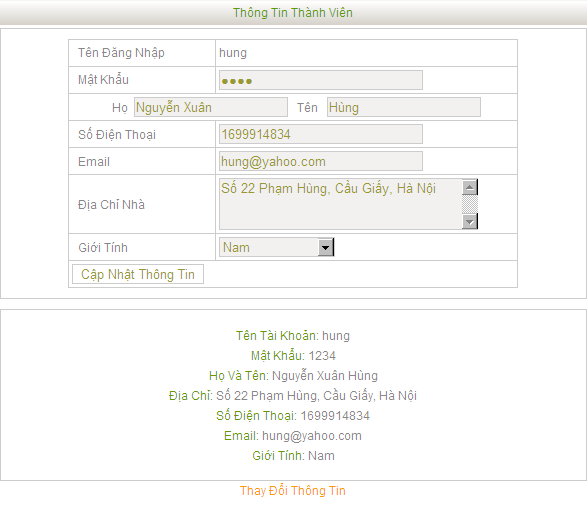 Thông Tin Thành Viên
Tên Đăng Nhập hung
Mật Khẩu ●●●●
Họ Nguyễn Xuân Tên Hùng
Số Điện Thoại 1699914834
Email hung@yahoo.com
Địa Chỉ Nhà Số 22 Phạm Hùng, Cầu Giấy, Hà Nội
Giới Tính Nam
Cập Nhật Thông Tin
Tên Tài Khoản: hung
Mật Khẩu: 1234
Họ Và Tên: Nguyễn Xuân Hùng
Địa Chỉ: Số 22 Phạm Hùng, Cầu Giấy, Hà Nội
Số Điện Thoại: 1699914834
Email: hung@yahoo.com
Giới Tính: Nam
Thay Đổi Thông Tin